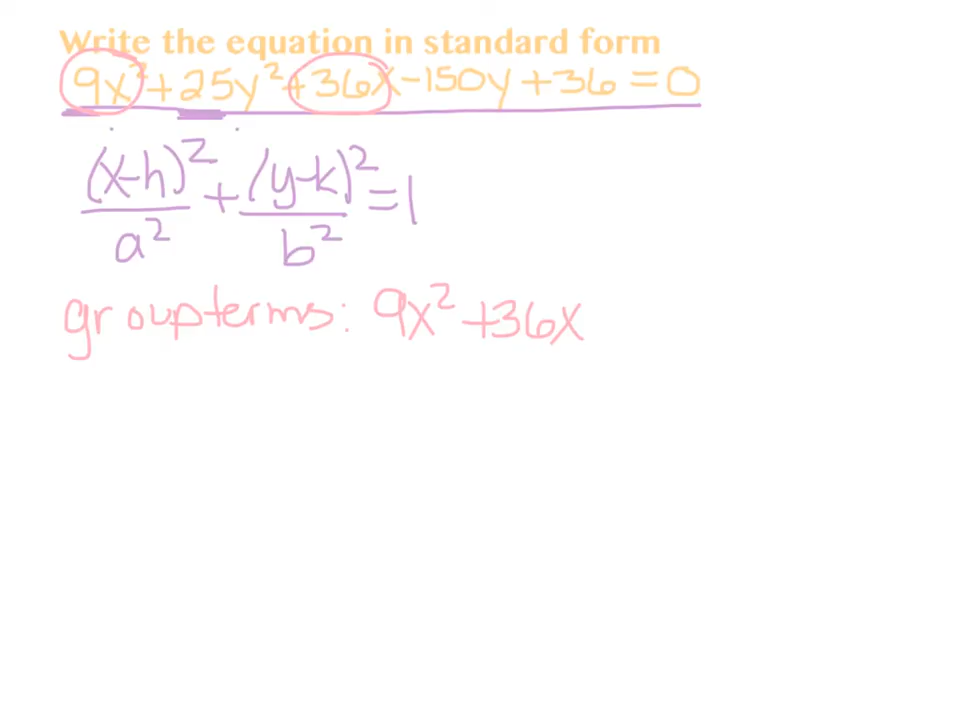 Write the equation in standard form
9x²+25y²+36x-150y+36=0
(x-h)²/a² + (y-k)²/b² = 1
group terms: 9x²+36x